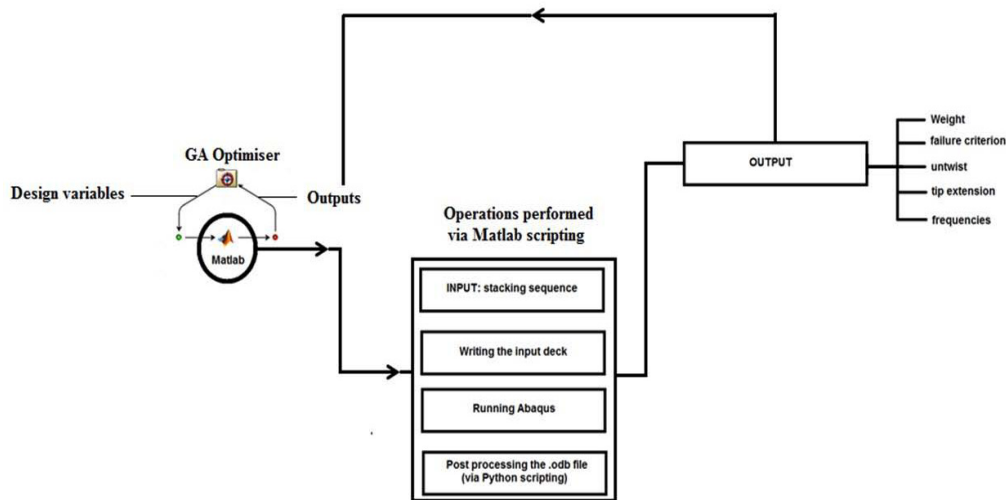 GA Optimiser
Design variables
Outputs
Matlab
Operations performed
via Matlab scripting
INPUT: stacking sequence
Writing the input deck
Running Abaqus
Post processing the .odb file
(via Python scripting)
OUTPUT
Weight
failure criterion
untwist
tip extension
frequencies